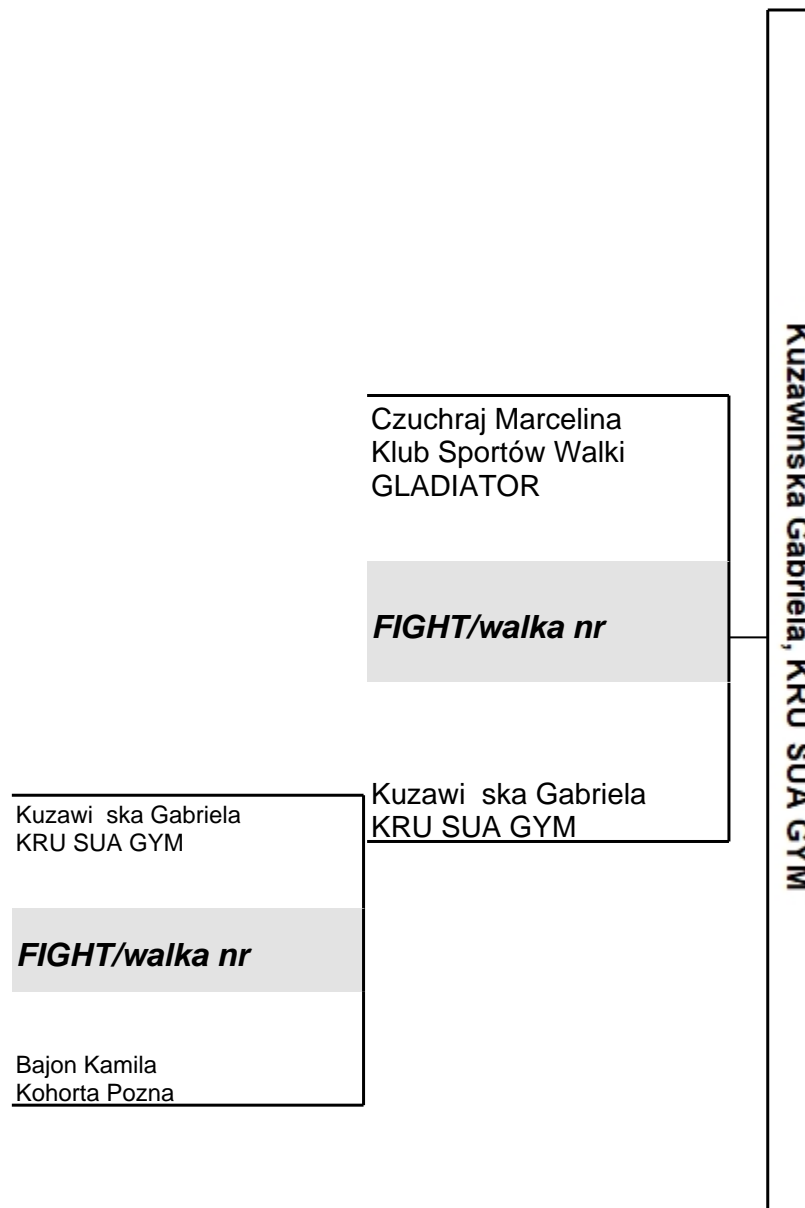 Czuchraj Marcelina
Klub Sportów Walki
GLADIATOR
FIGHT/walka nr
Kuzawi ska Gabriela
KRU SUA GYM
Kuzawi ska Gabriela
KRU SUA GYM
FIGHT/walka nr
Bajon Kamila
Kohorta Pozna
Kuzawinska Gabriela, KRU SUA GYM